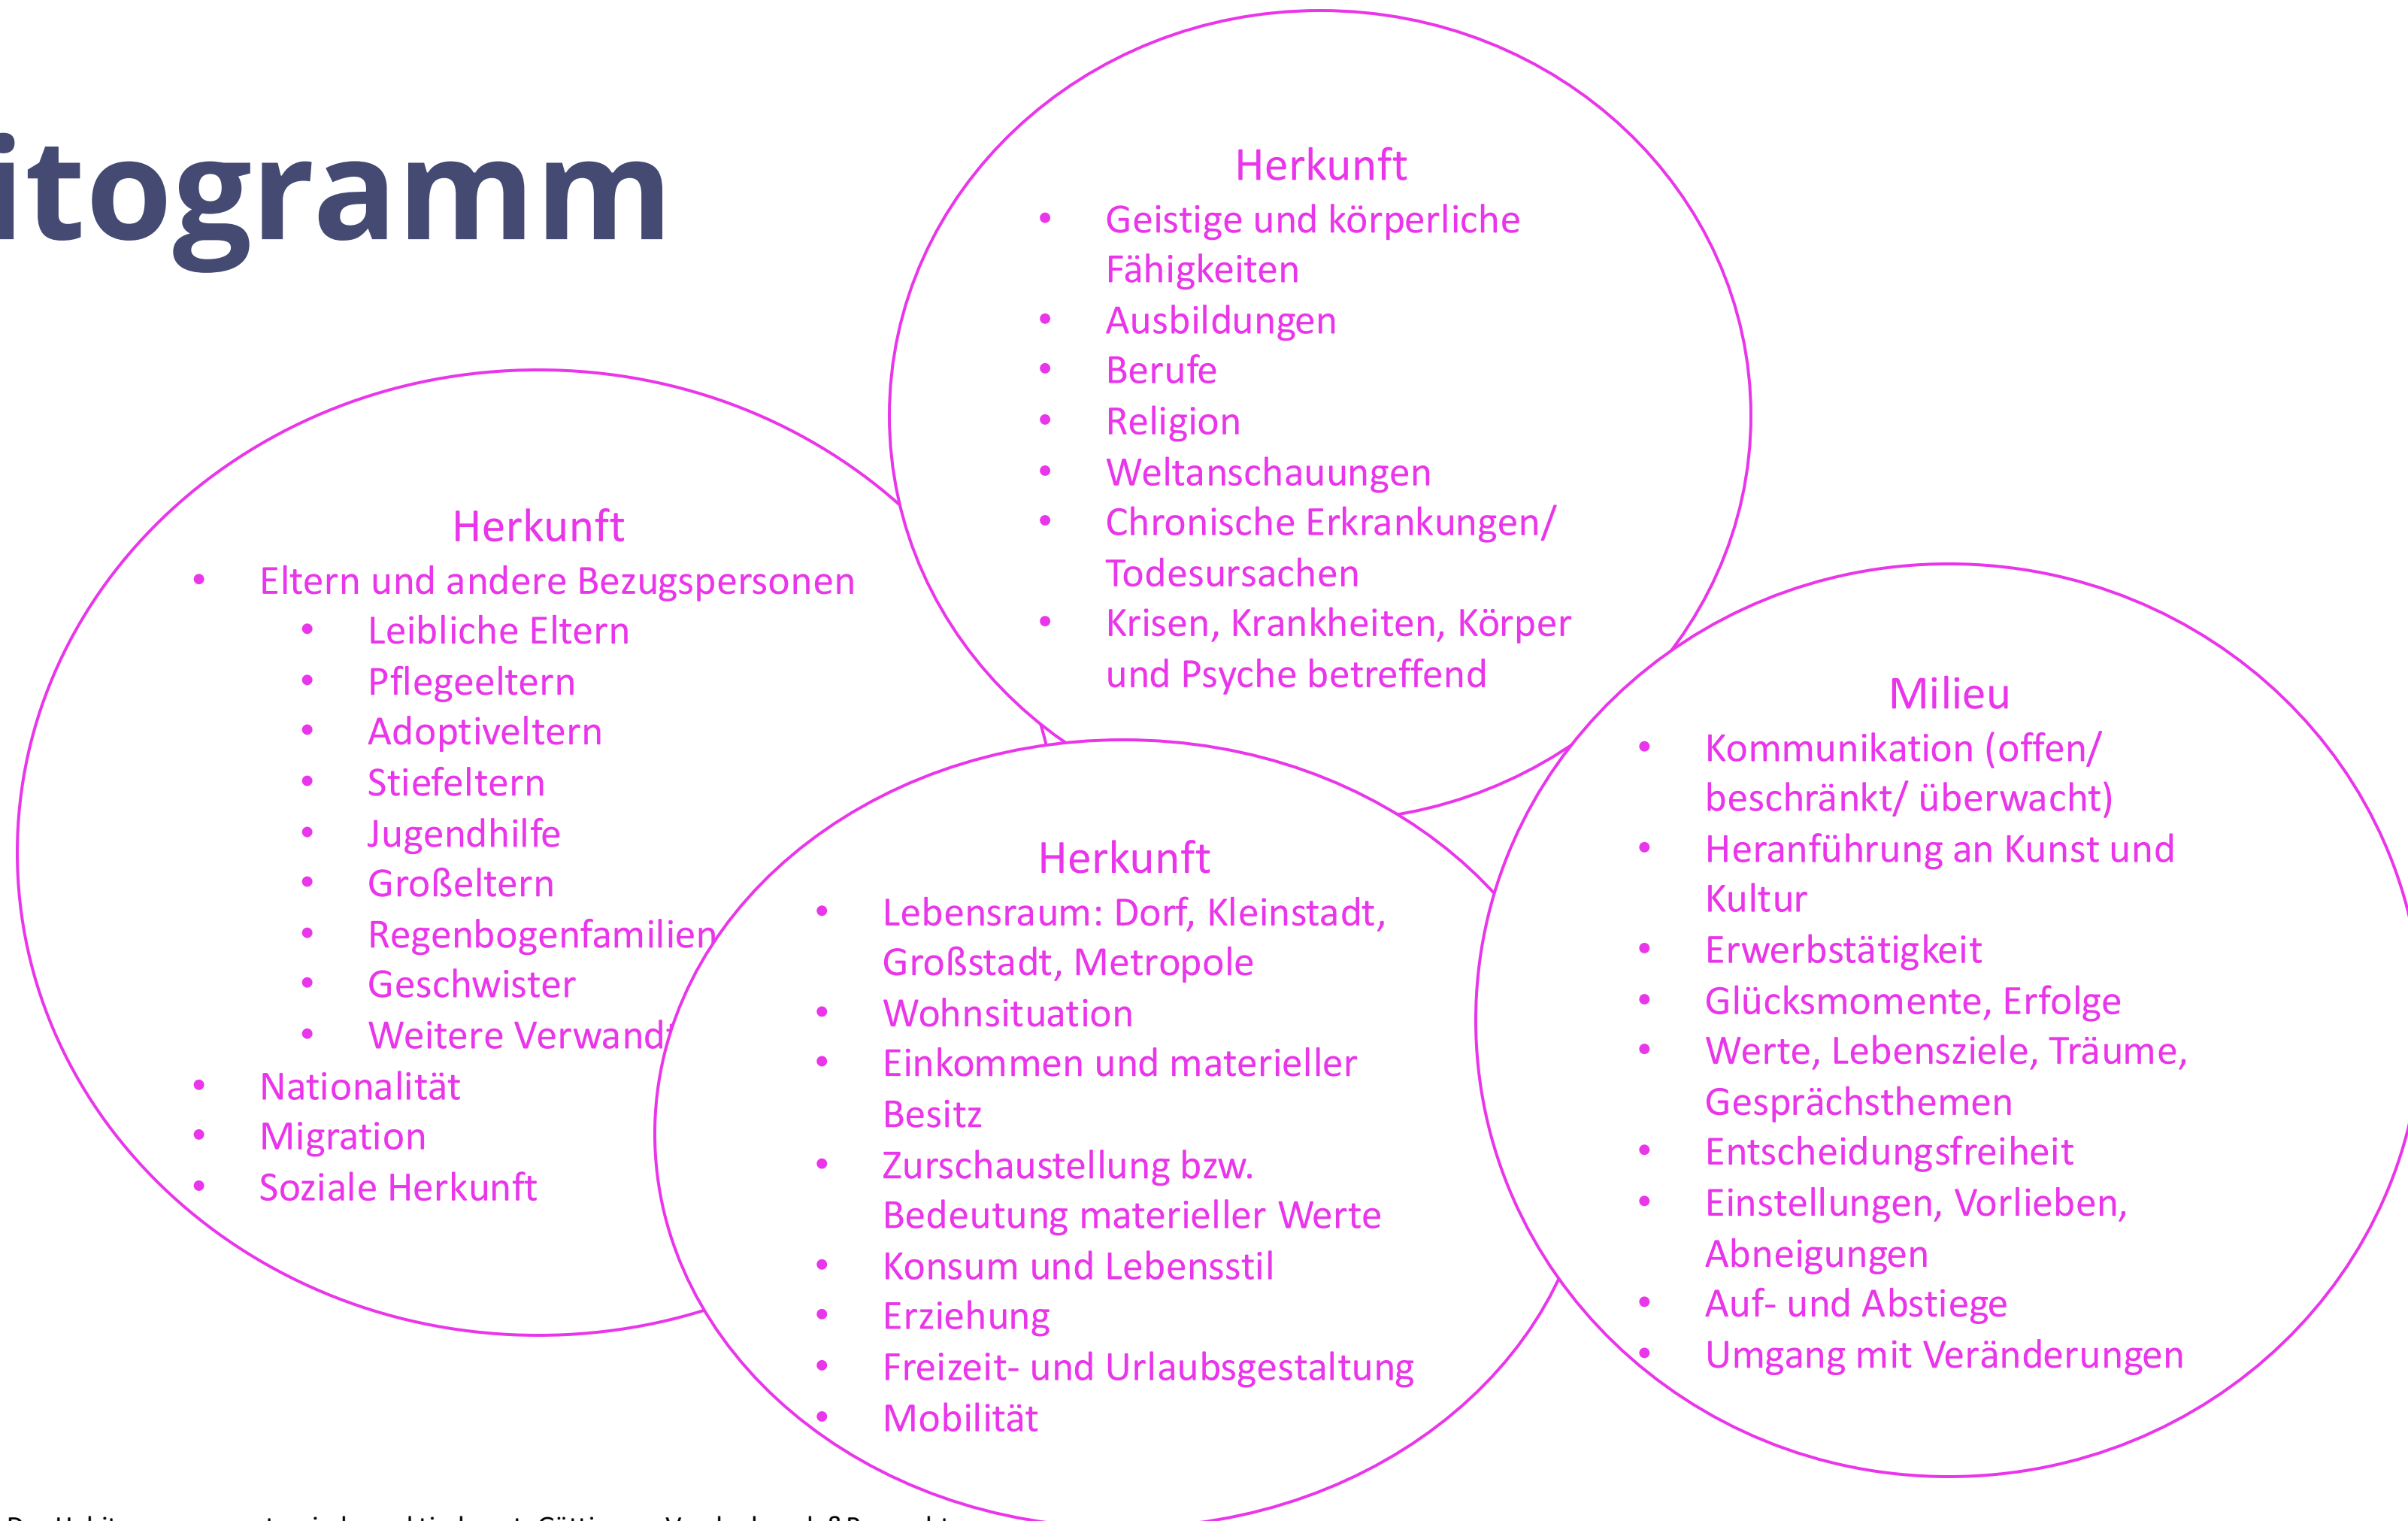 itogramm
Herkunft
• Geistige und körperliche
Fähigkeiten
• Ausbildungen
• Berufe
• Religion
• Weltanschauungen
• Chronische Erkrankungen/
Todesursachen
• Krisen, Krankheiten, Körper
und Psyche betreffend
Herkunft
• Eltern und andere Bezugspersonen
• Leibliche Eltern
• Pflegeeltern
• Adoptiveltern
• Stiefeltern
• Jugendhilfe
• Großeltern
• Regenbogenfamilien
• Geschwister
• Weitere Verwandt
• Nationalität
• Migration
• Soziale Herkunft
Herkunft
• Lebensraum: Dorf, Kleinstadt,
Großstadt, Metropole
• Wohnsituation
• Einkommen und materieller
Besitz
• Zurschaustellung bzw.
Bedeutung materieller Werte
• Konsum und Lebensstil
• Erziehung
• Freizeit- und Urlaubsgestaltung
• Mobilität
Milieu
• Kommunikation (offen/
beschränkt/ überwacht)
• Heranführung an Kunst und
Kultur
• Erwerbstätigkeit
• Glücksmomente, Erfolge
• Werte, Lebensziele, Träume,
Gesprächsthemen
• Entscheidungsfreiheit
• Einstellungen, Vorlieben,
Abneigungen
• Auf- und Abstiege
• Umgang mit Veränderungen